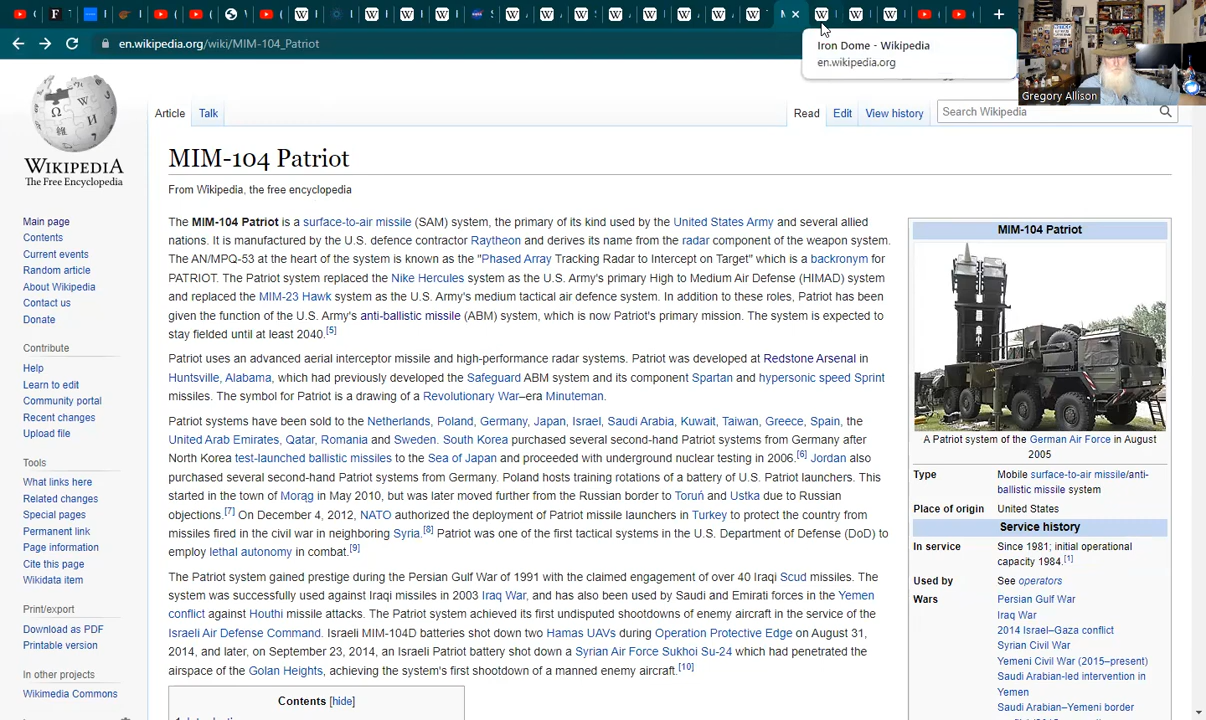 en.wikipedia.org/wiki/MIM-104_Patriot
Iron Dome - Wikipedia
en.wikipedia.org
Gregory Allison
WIKIPEDIA
The Free Encyclopedia
Main page
Contents
Current events
Random article
About Wikipedia
Contact us
Donate
Contribute
Help
Learn to edit
Community portal
Recent changes
Upload file
Tools
What links here
Related changes
Special pages
Permanent link
Page information
Cite this page
Wikidata item
Print/export
Download as PDF
Printable version
In other projects
Wikimedia Commons
Article Talk
Read Edit View history
Search Wikipedia
MIM-104 Patriot
From Wikipedia, the free encyclopedia
The MIM-104 Patriot is a surface-to-air missile (SAM) system, the primary of its kind used by the United States Army and several allied
nations. It is manufactured by the U.S. defence contractor Raytheon and derives its name from the radar component of the weapon system.
The AN/MPQ-53 at the heart of the system is known as the "Phased Array Tracking Radar to Intercept on Target" which is a backronym for
PATRIOT. The Patriot system replaced the Nike Hercules system as the U.S. Army's primary High to Medium Air Defense (HIMAD) system
and replaced the MIM-23 Hawk system as the U.S. Army's medium tactical air defence system. In addition to these roles, Patriot has been
given the function of the U.S. Army's anti-ballistic missile (ABM) system, which is now Patriot's primary mission. The system is expected to
stay fielded until at least 2040.[5]
Patriot uses an advanced aerial interceptor missile and high-performance radar systems. Patriot was developed at Redstone Arsenal in
Huntsville, Alabama, which had previously developed the Safeguard ABM system and its component Spartan and hypersonic speed Sprint
missiles. The symbol for Patriot is a drawing of a Revolutionary War–era Minuteman.
Patriot systems have been sold to the Netherlands, Poland, Germany, Japan, Israel, Saudi Arabia, Kuwait, Taiwan, Greece, Spain, the
United Arab Emirates, Qatar, Romania and Sweden. South Korea purchased several second-hand Patriot systems from Germany after
North Korea test-launched ballistic missiles to the Sea of Japan and proceeded with underground nuclear testing in 2006.[6] Jordan also
purchased several second-hand Patriot systems from Germany. Poland hosts training rotations of a battery of U.S. Patriot launchers. This
started in the town of Morąg in May 2010, but was later moved further from the Russian border to Toruń and Ustka due to Russian
objections.[7] On December 4, 2012, NATO authorized the deployment of Patriot missile launchers in Turkey to protect the county from
missiles fired in the civil war in neighboring Syria.[8] Patriot was one of the first tactical systems in the U.S. Department of Defense (DoD) to
employ lethal autonomy in combat.[9]
The Patriot system gained prestige during the Persian Gulf War of 1991 with the claimed engagement of over 40 Iraqi Scud missiles. The
system was successfully used against Iraqi missiles in 2003 Iraq War, and has also been used by Saudi and Emirati forces in the Yemen
conflict against Houthi missile attacks. The Patriot system achieved its first undisputed shootdowns of enemy aircraft in the service of the
Israeli Air Defense Command. Israeli MIM-104D batteries shot down two Hamas UAVs during Operation Protective Edge on August 31,
2014, and later, on September 23, 2014, an Israeli Patriot battery shot down a Syrian Air Force Sukhoi Su-24 which had penetrated the
airspace of the Golan Heights, achieving the system's first shootdown of a manned enemy aircraft.[10]
Contents [hide]
MIM-104 Patriot
A Patriot system of the German Air Force in August
2005
Type Mobile surface-to-air missile/anti-
ballistic missile system
Place of origin United States
Service history
In service Since 1981; initial operational
capacity 1984.[1]
Used by See operators
Wars Persian Gulf War
Iraq War
2014 Israel–Gaza conflict
Syrian Civil War
Yemeni Civil War (2015–present)
Saudi Arabian-led intervention in
Yemen
Saudi Arabian–Yemeni border